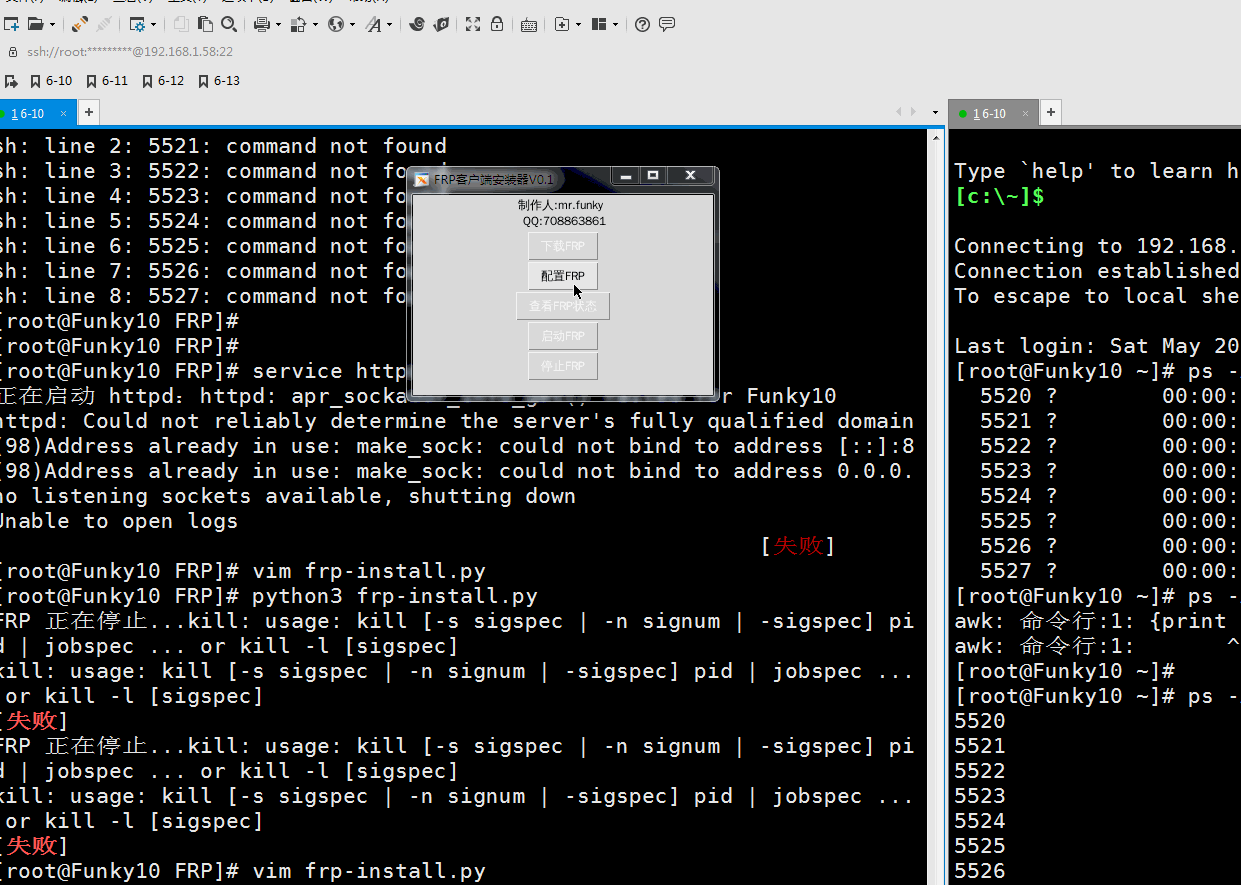 ssh://root:*********@192.168.1.58:22
6-10 6-11 6-12 6-13
1 6-10 × +
sh: line 2: 5521: command not found
sh: line 3: 5522: command not fo
sh: line 4: 5523: command not fo
sh: line 5: 5524: command not fo
sh: line 6: 5525: command not fo
sh: line 7: 5526: command not fo
sh: line 8: 5527: command not fo
[root@Funky10 FRP]#
[root@Funky10 FRP]#
[root@Funky10 FRP]# service http
正在启动 httpd: httpd: apr_socka r Funky10
httpd: Could not reliably determine the server's fully qualified domain
(98)Address already in use: make_sock: could not bind to address [::]:8
(98)Address already in use: make_sock: could not bind to address 0.0.0.
no listening sockets available, shutting down
Unable to open logs
[失败]
[root@Funky10 FRP]# vim frp-install.py
[root@Funky10 FRP]# python3 frp-install.py
FRP 正在停止...kill: usage: kill [-s sigspec | -n signum | -sigspec] pi
d | jobspec ... or kill -l [sigspec]
kill: usage: kill [-s sigspec | -n signum | -sigspec] pid | jobspec ...
or kill -l [sigspec]
[失败]
FRP 正在停止...kill: usage: kill [-s sigspec | -n signum | -sigspec] pi
d | jobspec ... or kill -l [sigspec]
kill: usage: kill [-s sigspec | -n signum | -sigspec] pid | jobspec ...
or kill -l [sigspec]
[失败]
[root@Funky10 FRP]# vim frp-install.py
FRP客户端安装器V0.1
制作人:mr.funky
QQ:708863861
下载FRP
配置FRP
查看FRP状态
启动FRP
停止FRP
1 6-10 × +
Type `help' to learn h
[c:\~]$
Connecting to 192.168.
Connection established
To escape to local she
Last login: Sat May 20
[root@Funky10 ~]# ps -
5520 ? 00:00:
5521 ? 00:00:
5522 ? 00:00:
5523 ? 00:00:
5524 ? 00:00:
5525 ? 00:00:
5526 ? 00:00:
5527 ? 00:00:
[root@Funky10 ~]# ps -
awk: 命令行:1: {print
awk: 命令行:1: ^
[root@Funky10 ~]#
[root@Funky10 ~]# ps -
5520
5521
5522
5523
5524
5525
5526